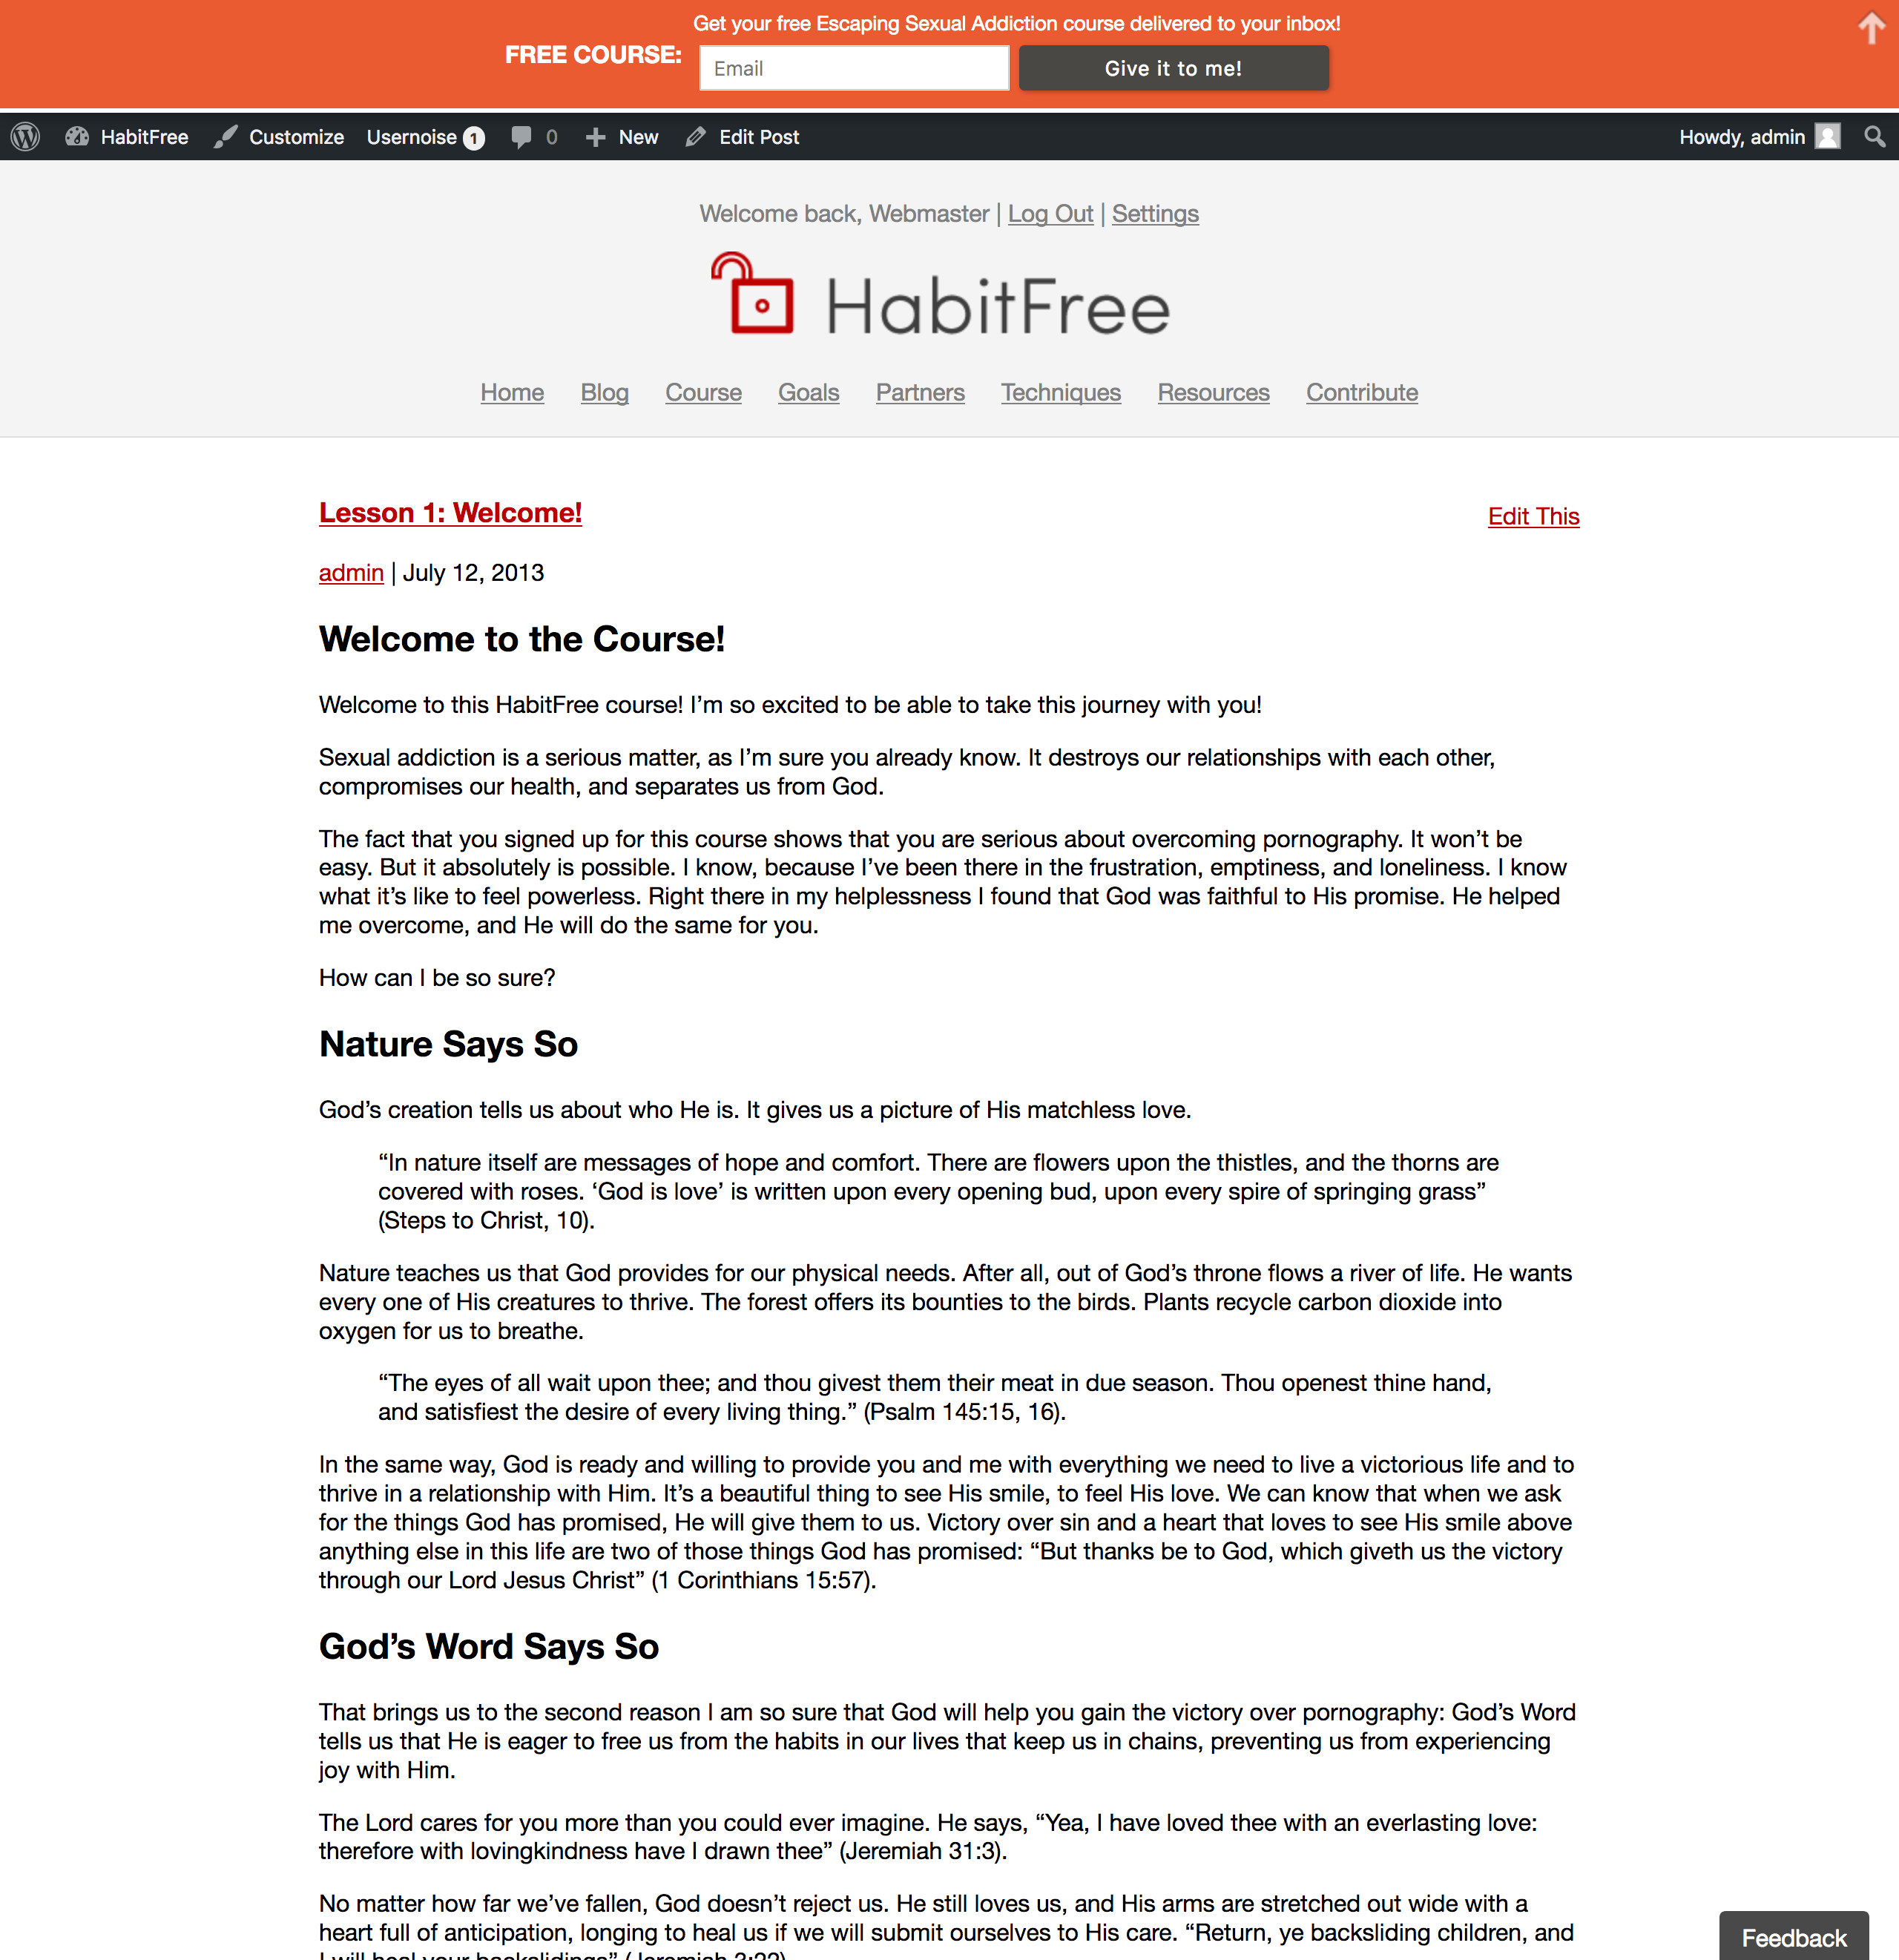 Get your free Escaping Sexual Addiction course delivered to your inbox!
FREE COURSE:
Email
Give it to me!
HabitFree
Customize
Usernoise 1
0
New
Edit Post
Howdy, admin
Welcome back, Webmaster | Log Out | Settings
HabitFree
Home
Blog
Course
Goals
Partners
Techniques
Resources
Contribute
Lesson 1: Welcome!
Edit This
admin | July 12, 2013
Welcome to the Course!
Welcome to this HabitFree course! I’m so excited to be able to take this journey with you!
Sexual addiction is a serious matter, as I’m sure you already know. It destroys our relationships with each other,
compromises our health, and separates us from God.
The fact that you signed up for this course shows that you are serious about overcoming pornography. It won’t be
easy. But it absolutely is possible. I know, because I’ve been there in the frustration, emptiness, and loneliness. I know
what it’s like to feel powerless. Right there in my helplessness I found that God was faithful to His promise. He helped
me overcome, and He will do the same for you.
How can I be so sure?
Nature Says So
God’s creation tells us about who He is. It gives us a picture of His matchless love.
“In nature itself are messages of hope and comfort. There are flowers upon the thistles, and the thorns are
covered with roses. ‘God is love’ is written upon every opening bud, upon every spire of springing grass”
(Steps to Christ, 10).
Nature teaches us that God provides for our physical needs. After all, out of God’s throne flows a river of life. He wants
every one of His creatures to thrive. The forest offers its bounties to the birds. Plants recycle carbon dioxide into
oxygen for us to breathe.
“The eyes of all wait upon thee; and thou givest them their meat in due season. Thou openest thine hand,
and satisfiest the desire of every living thing.” (Psalm 145:15, 16).
In the same way, God is ready and willing to provide you and me with everything we need to live a victorious life and to
thrive in a relationship with Him. It’s a beautiful thing to see His smile, to feel His love. We can know that when we ask
for the things God has promised, He will give them to us. Victory over sin and a heart that loves to see His smile above
anything else in this life are two of those things God has promised: “But thanks be to God, which giveth us the victory
through our Lord Jesus Christ” (1 Corinthians 15:57).
God’s Word Says So
That brings us to the second reason I am so sure that God will help you gain the victory over pornography: God’s Word
tells us that He is eager to free us from the habits in our lives that keep us in chains, preventing us from experiencing
joy with Him.
The Lord cares for you more than you could ever imagine. He says, “Yea, I have loved thee with an everlasting love:
therefore with lovingkindness have I drawn thee” (Jeremiah 31:3).
No matter how far we’ve fallen, God doesn’t reject us. He still loves us, and His arms are stretched out wide with a
heart full of anticipation, longing to heal us if we will submit ourselves to His care. “Return, ye backsliding children, and
I will heal your backslidings” (Jeremiah 3:22)
Feedback